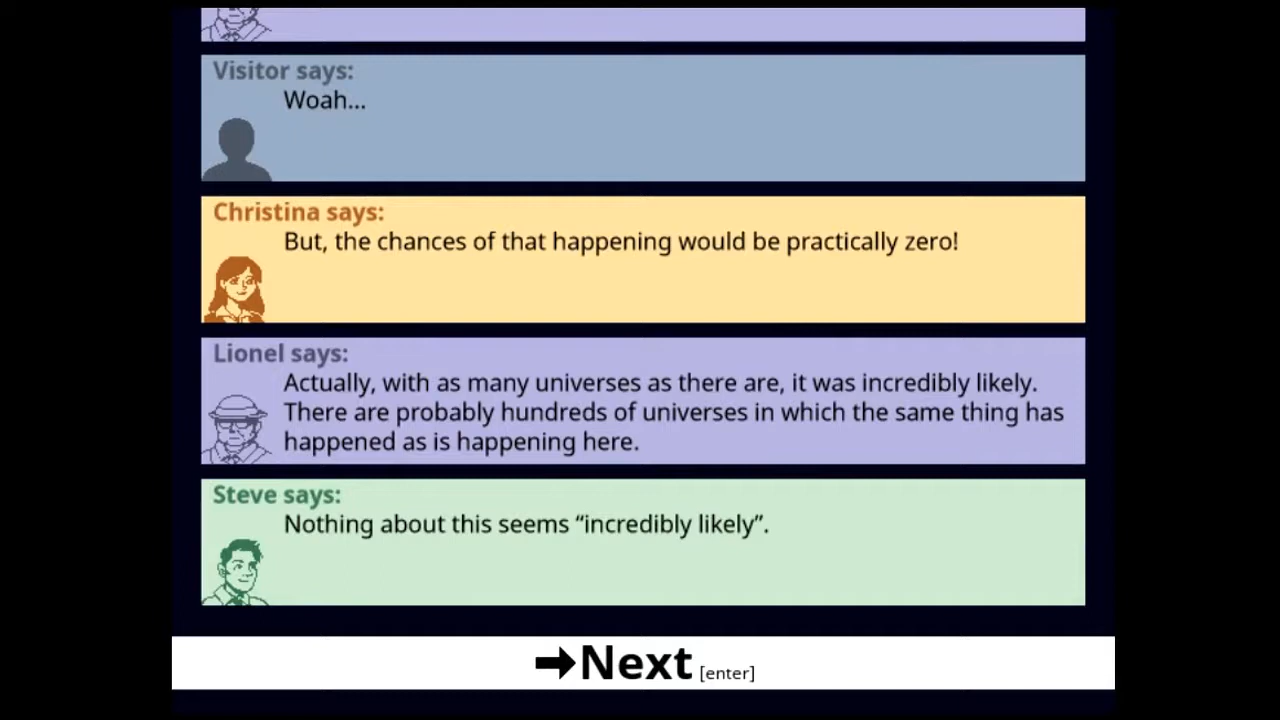 Visitor says:
Woah...
Christina says:
But, the chances of that happening would be practically zero!
Lionel says:
Actually, with as many universes as there are, it was incredibly likely.
There are probably hundreds of universes in which the same thing has
happened as is happening here.
Steve says:
Nothing about this seems “incredibly likely”.
➡Next [enter]